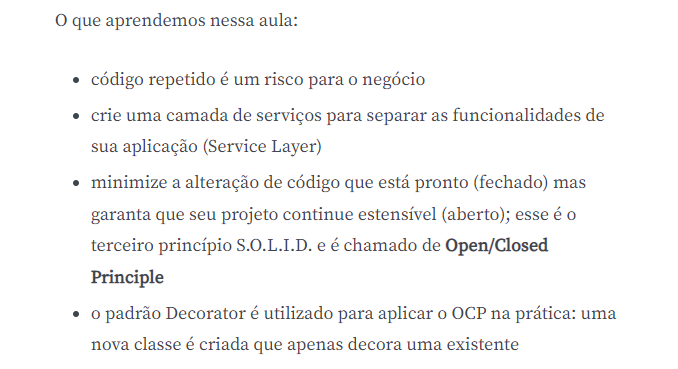 O que aprendemos nessa aula:
código repetido é um risco para o negócio
crie uma camada de serviços para separar as funcionalidades de
sua aplicação (Service Layer)
minimize a alteração de código que está pronto (fechado) mas
garanta que seu projeto continue estensível (aberto); esse é o
terceiro princípio S.O.L.I.D. e é chamado de Open/Closed
Principle
o padrão Decorator é utilizado para aplicar o OCP na prática: uma
nova classe é criada que apenas decora uma existente